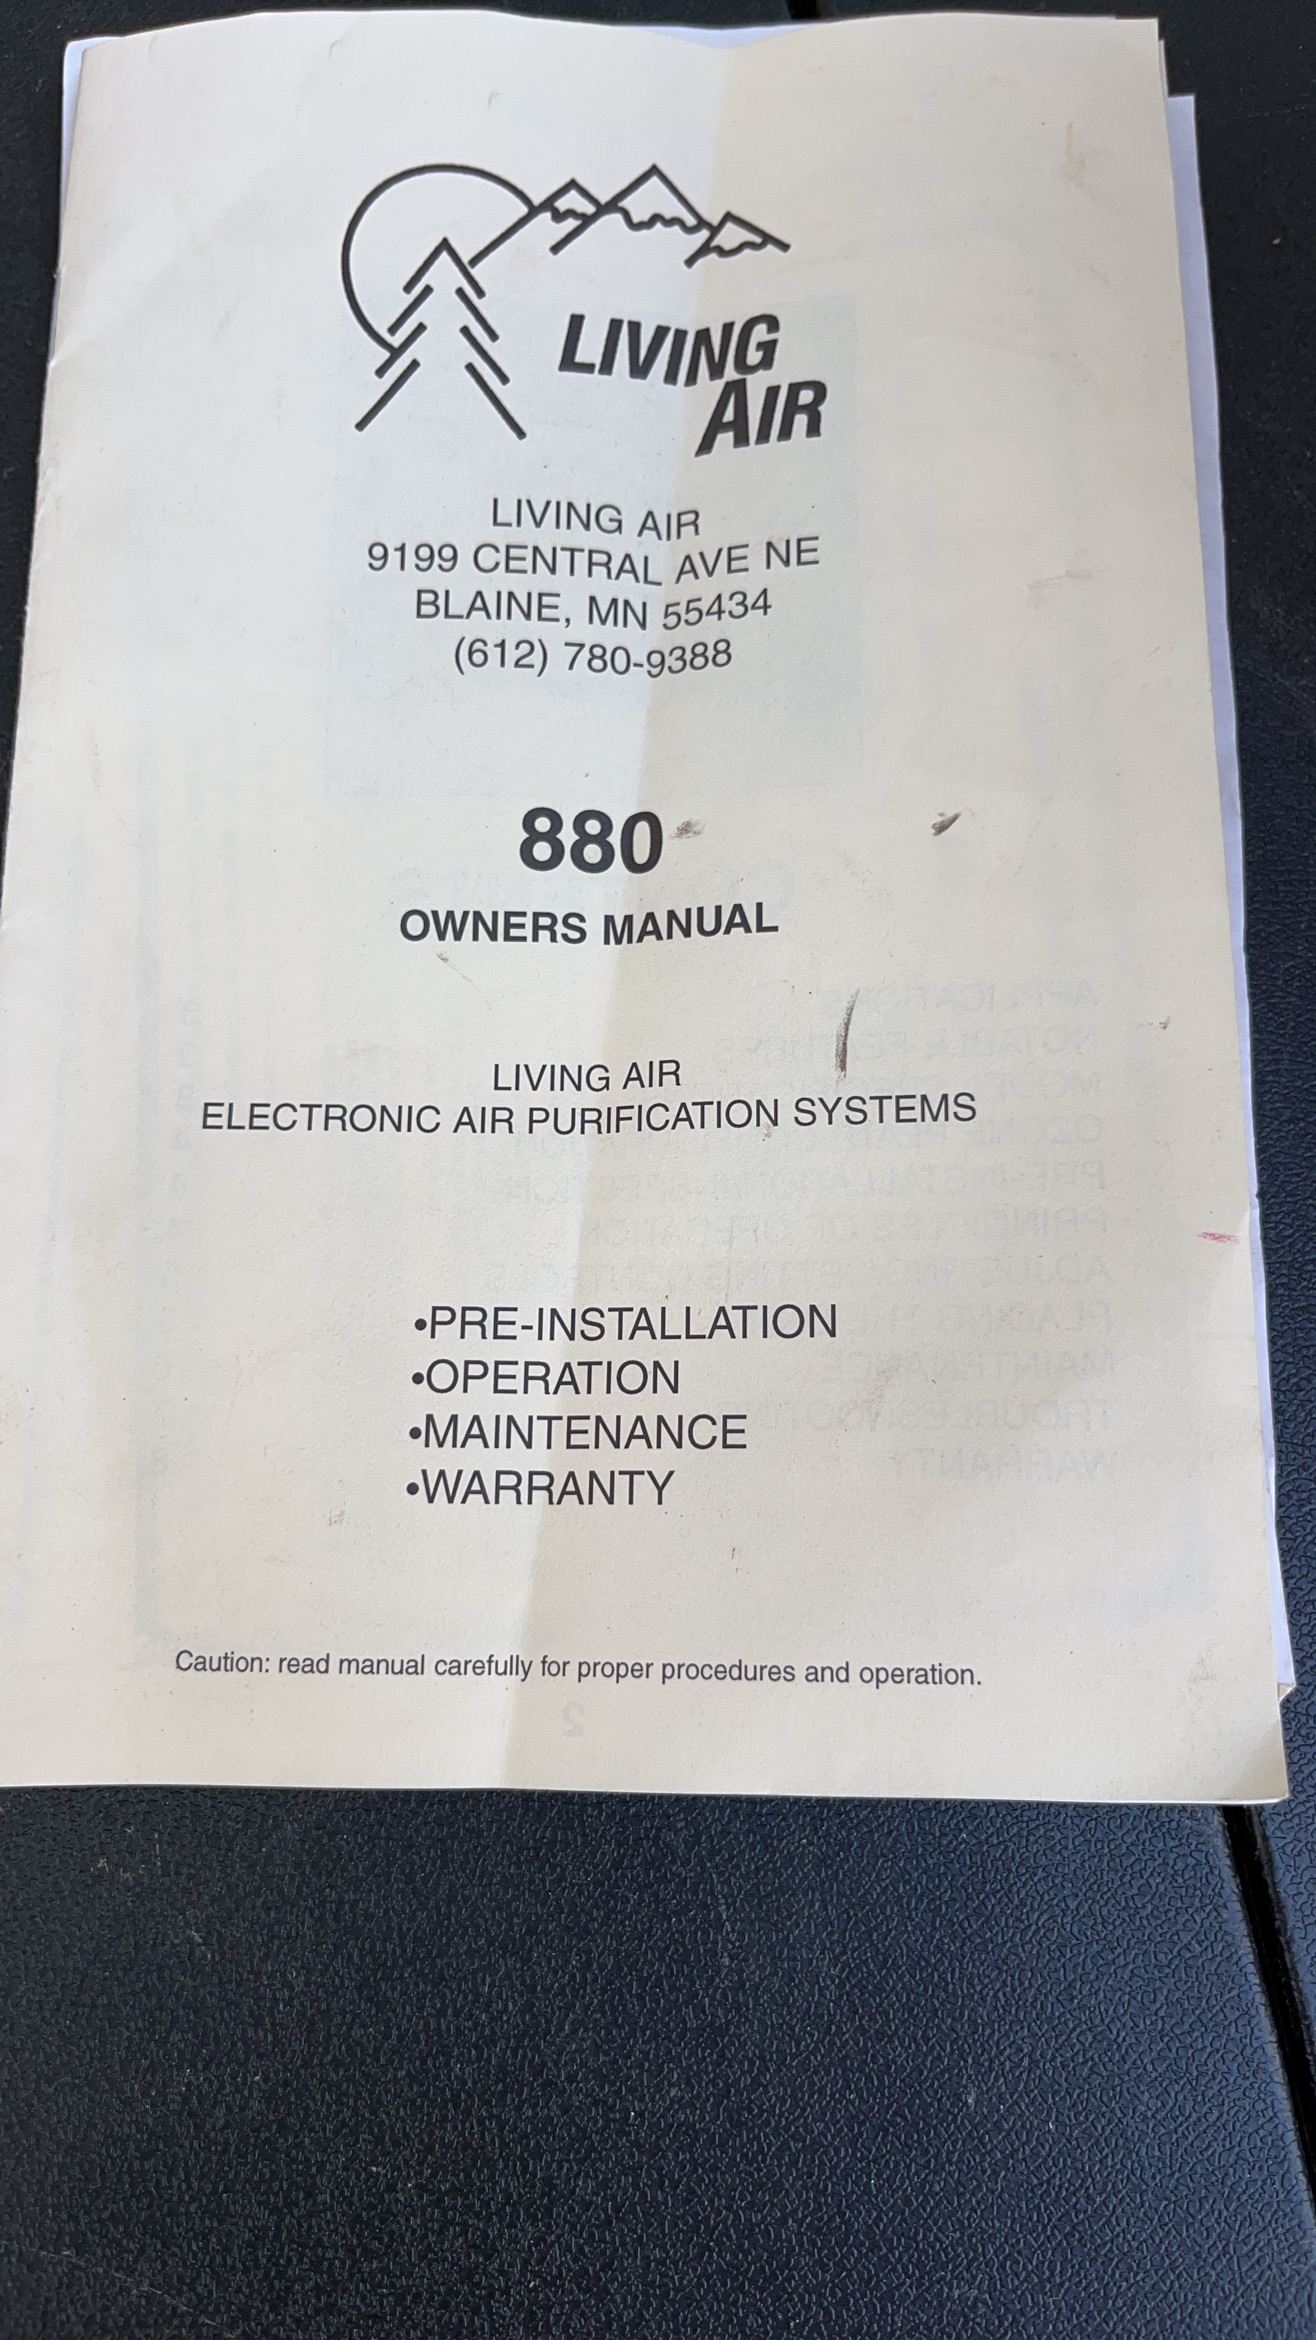 LIVING
AIR
LIVING AIR
9199 CENTRAL AVE NE
BLAINE, MN 55434
(612) 780-9388
880
OWNERS MANUAL
LIVING AIR
ELECTRONIC AIR PURIFICATION SYSTEMS
•PRE-INSTALLATION
•OPERATION
•MAINTENANCE
•WARRANTY
Caution: read manual carefully for proper procedures and operation.